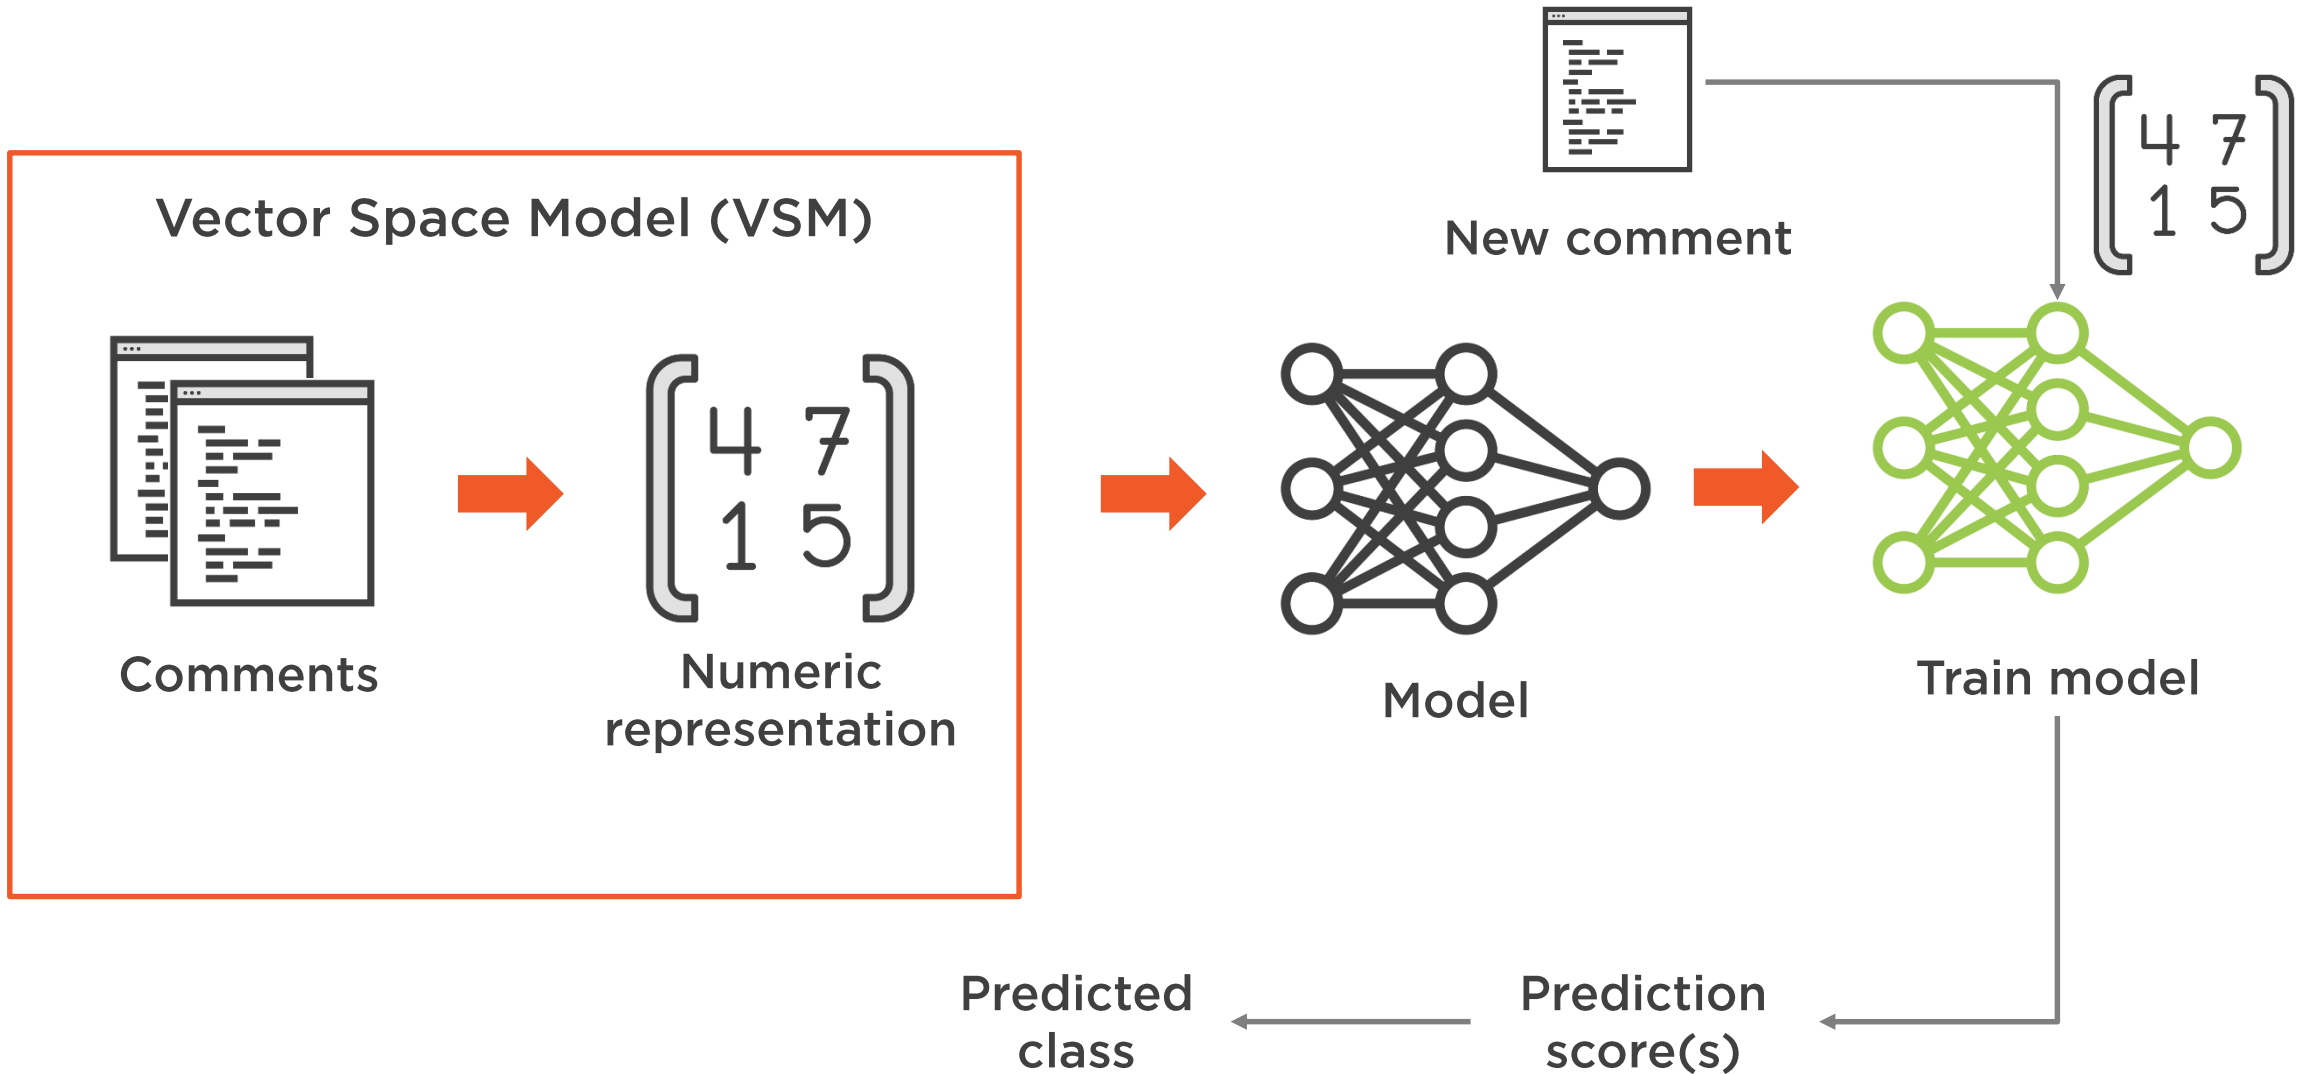 New comment
4 7
1 5
Vector Space Model (VSM)
4 7
1 5
Comments
Numeric
representation
Model
Train model
Predicted
class
Prediction
score(s)